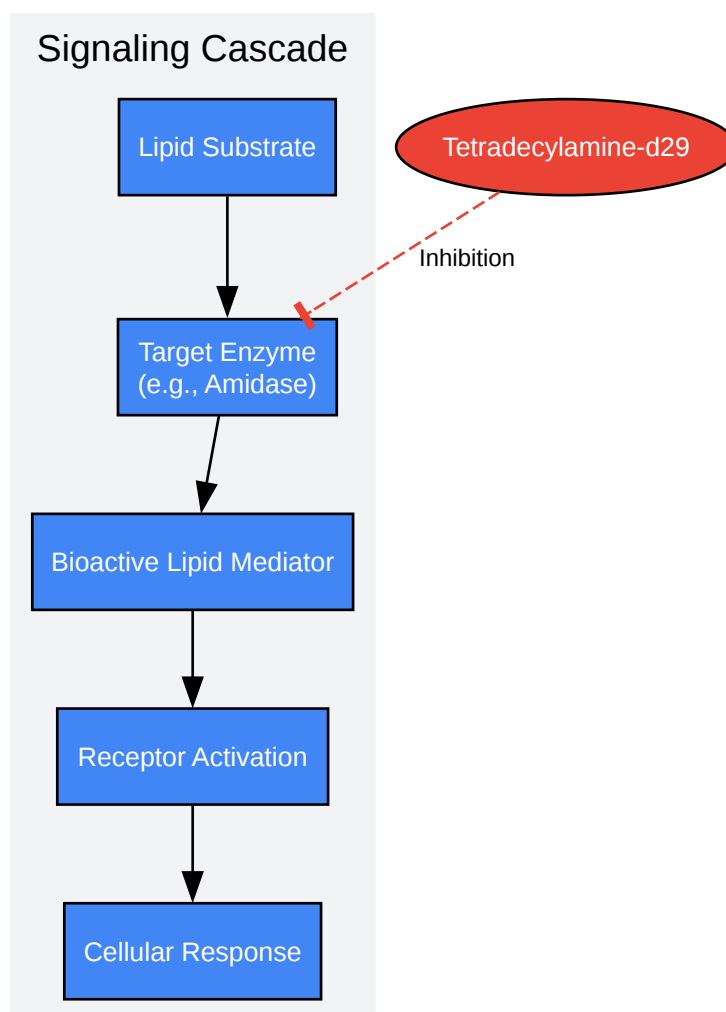 Signaling Cascade
Lipid Substrate
Tetradecylamine-d29
Inhibition
Target Enzyme
(e.g., Amidase)
Bioactive Lipid Mediator
Receptor Activation
Cellular Response